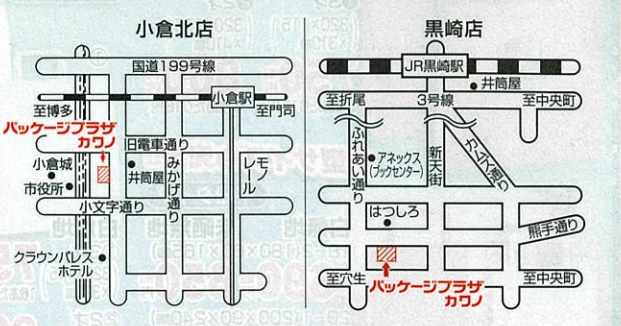 小倉北店
国道199号線
小倉駅
至博多
至門司
パッケージプラザ
カワノ
旧電車通り
小倉城
市役所
井筒屋
みかげ通り
モノレール
小文字通り
クラウンパレス
ホテル
黒崎店
JR黒崎駅
井筒屋
至折尾
3号線
至中央町
ふれあい通り
アネックス
(ブックセンター)
新天街
カムズ通り
はつしろ
熊手通り
至穴生
至中央町
パッケージプラザ
カワノ